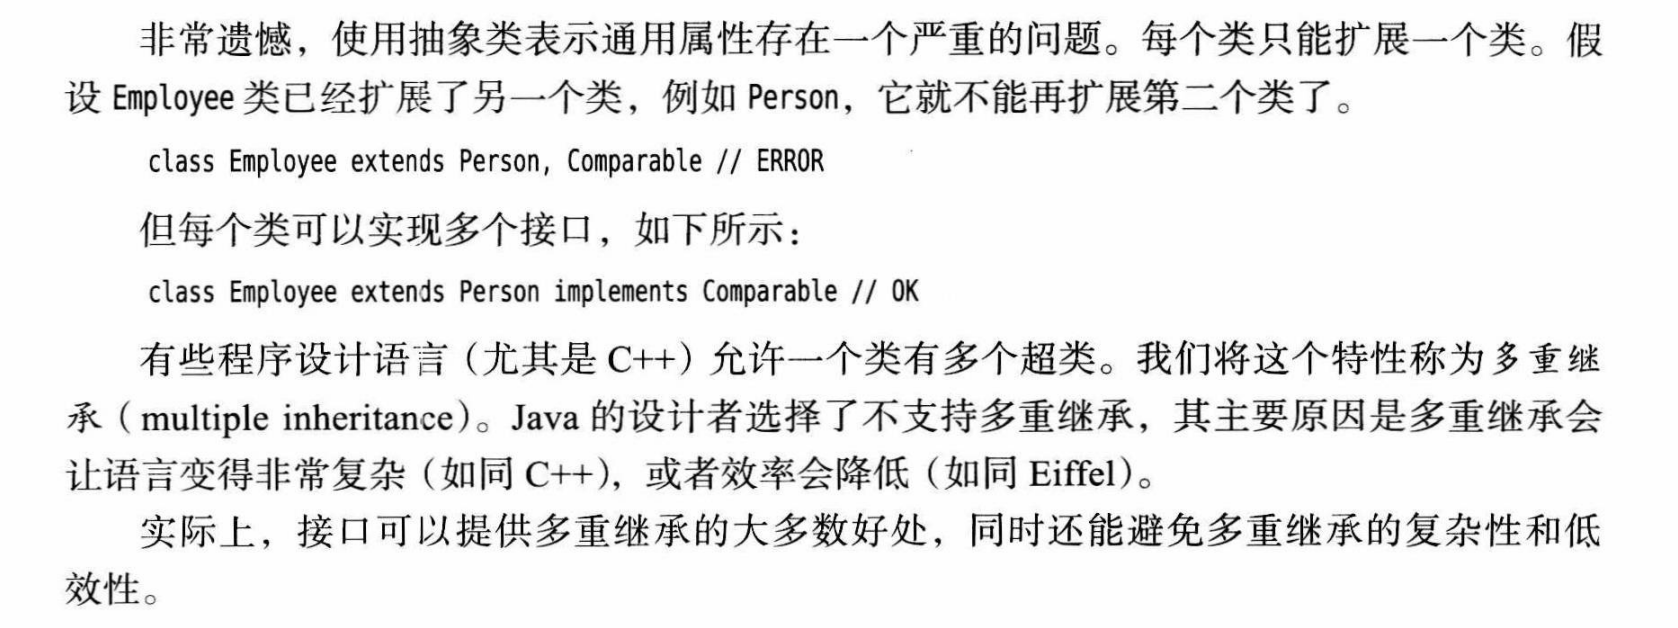 非常遗憾，使用抽象类表示通用属性存在一个严重的问题。每个类只能扩展一个类。假
设 Employee 类已经扩展了另一个类，例如 Person，它就不能再扩展第二个类了。
class Employee extends Person, Comparable // ERROR
但每个类可以实现多个接口，如下所示：
class Employee extends Person implements Comparable // OK
有些程序设计语言（尤其是 C++）允许一个类有多个超类。我们将这个特性称为多重继
承（multiple inheritance）。Java 的设计者选择了不支持多重继承，其主要原因是多重继承会
让语言变得非常复杂（如同 C++），或者效率会降低（如同 Eiffel）。
实际上，接口可以提供多重继承的大多数好处，同时还能避免多重继承的复杂性和低
效性。